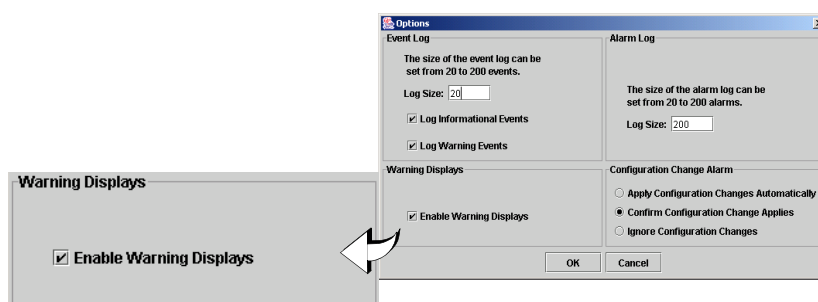 Options
Event Log
The size of the event log can be
set from 20 to 200 events.
Log Size: 20
Log Informational Events
Log Warning Events
Alarm Log
The size of the alarm log can be
set from 20 to 200 alarms.
Log Size: 200
Warning Displays
Enable Warning Displays
Configuration Change Alarm
Apply Configuration Changes Automatically
Confirm Configuration Change Applies
Ignore Configuration Changes
OK
Cancel
Warning Displays
Enable Warning Displays